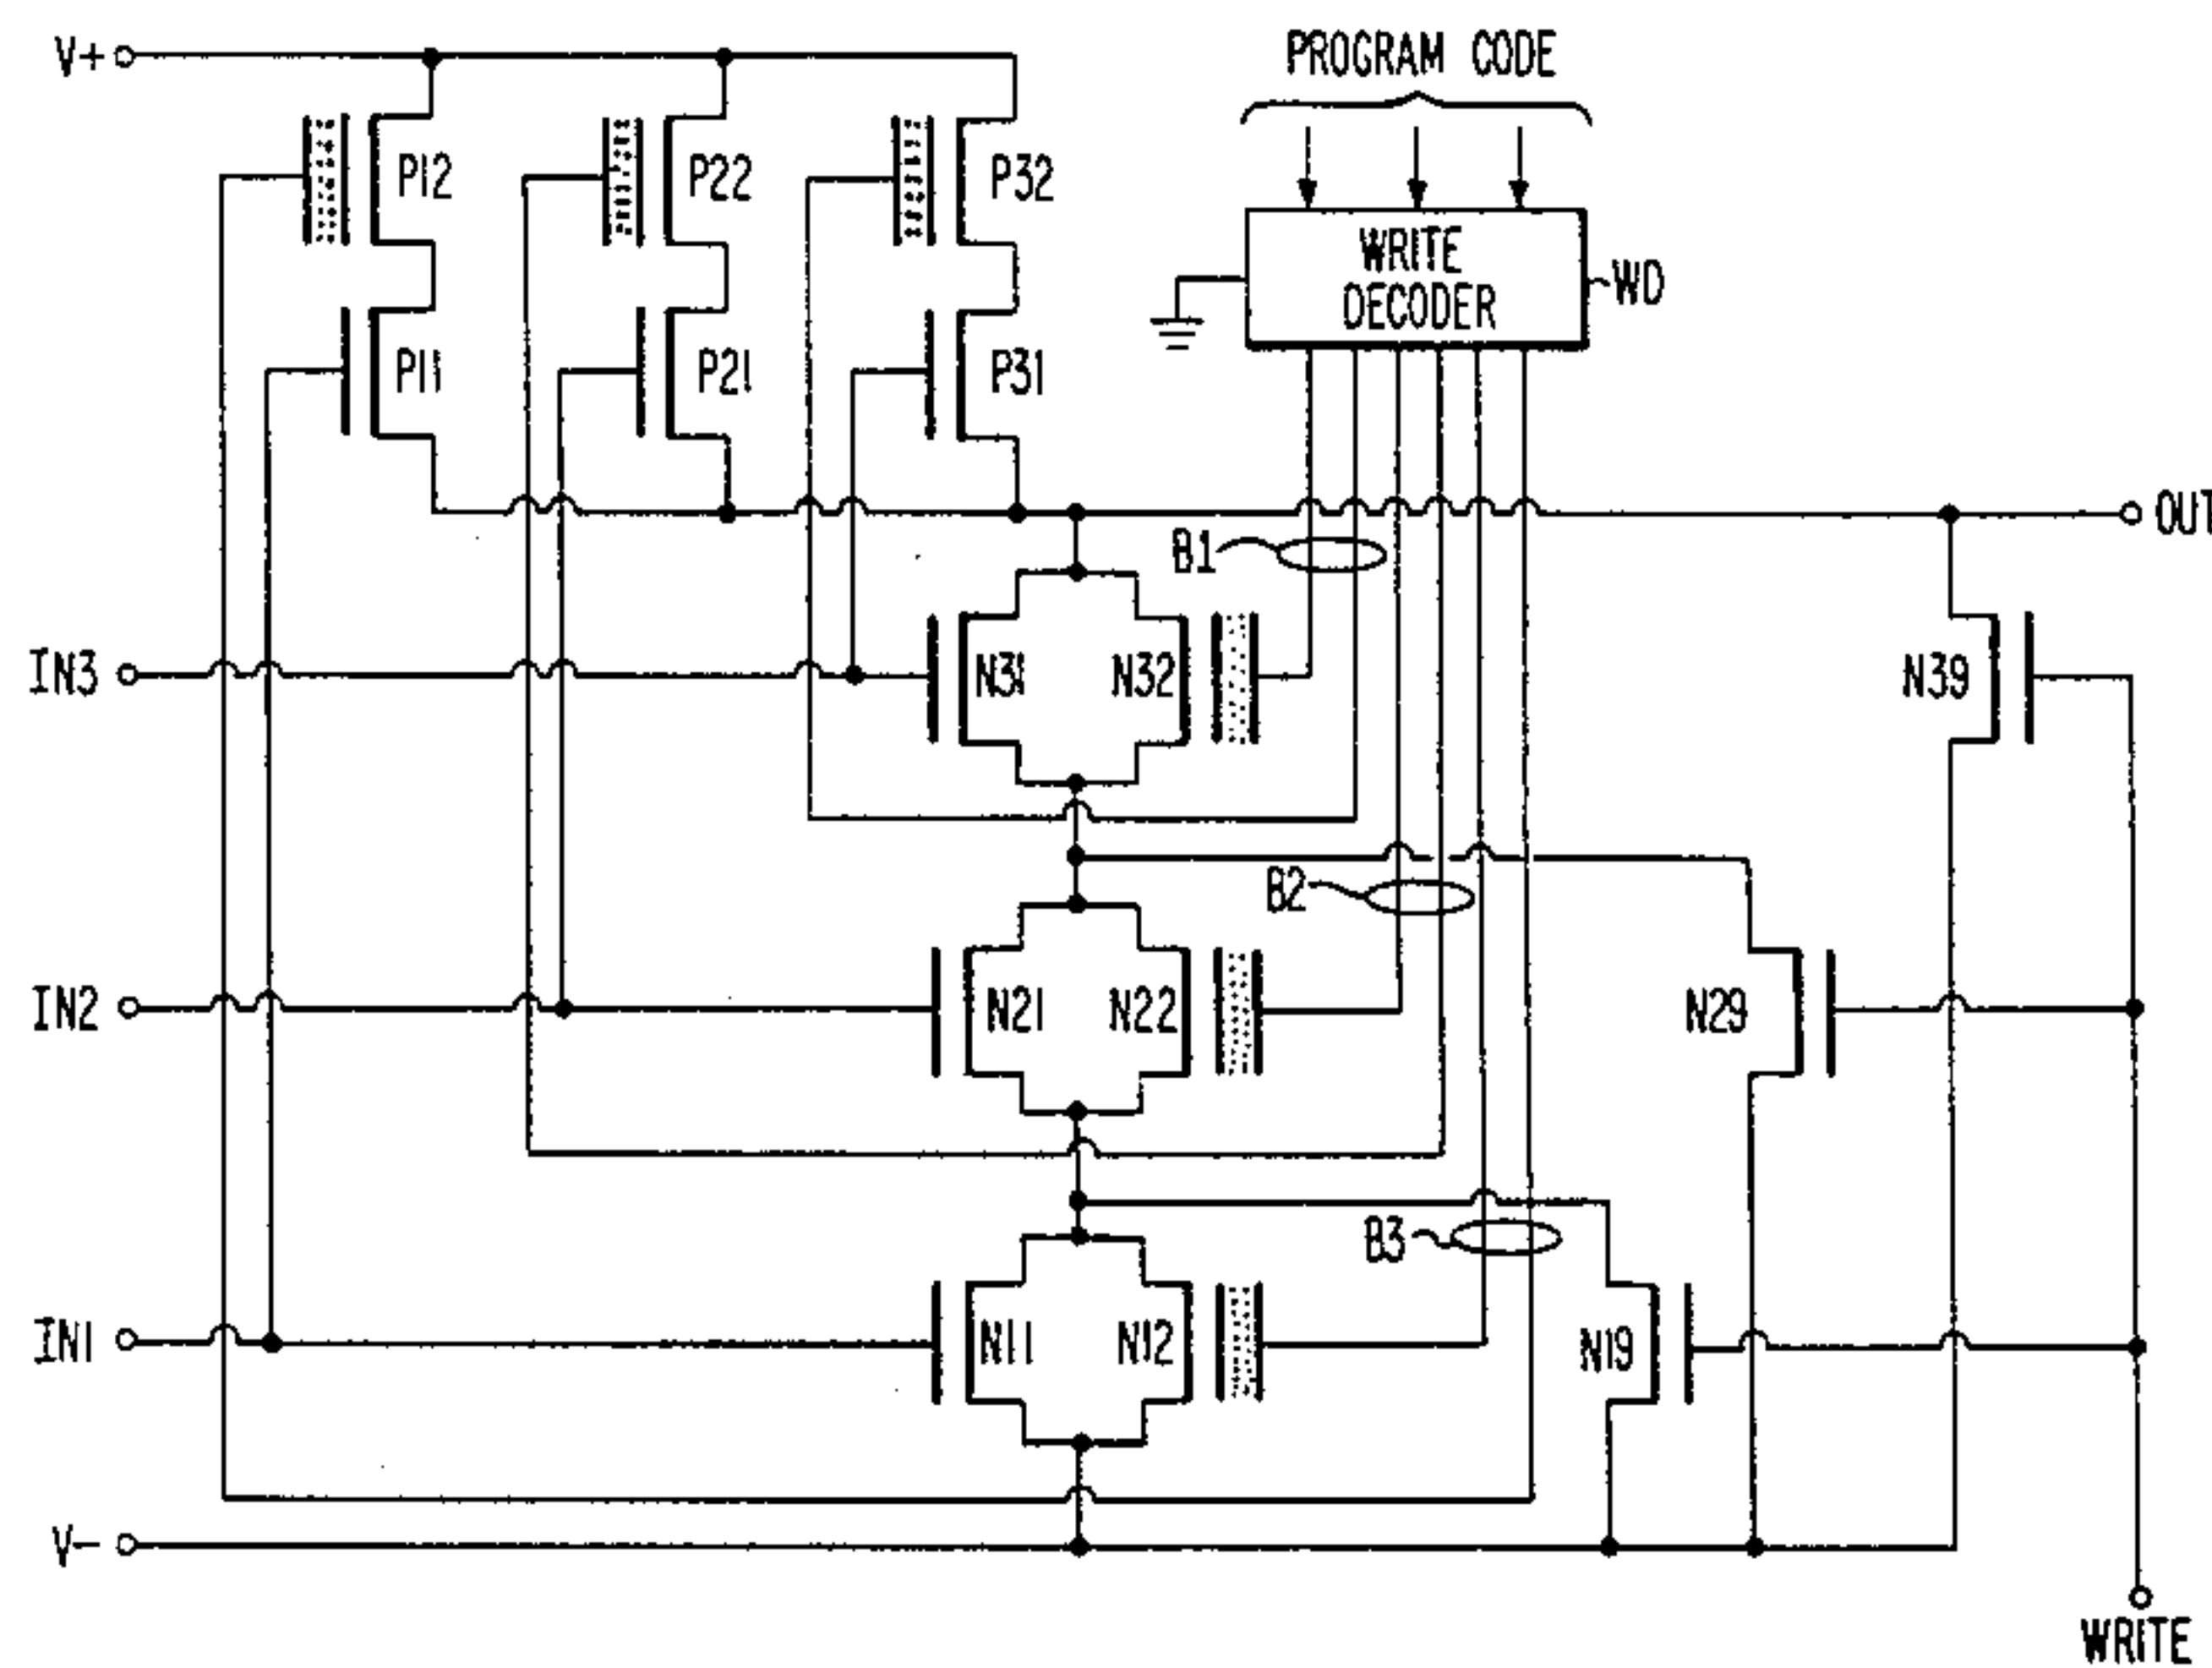 V+
PROGRAM CODE
P12
P22
P32
WRITE
DECODER
WD
P11
P21
P31
OUT
B1
IN3
N31
N32
N39
B2
IN2
N21
N22
N29
B3
IN1
N11
N12
N19
V-
WRITE